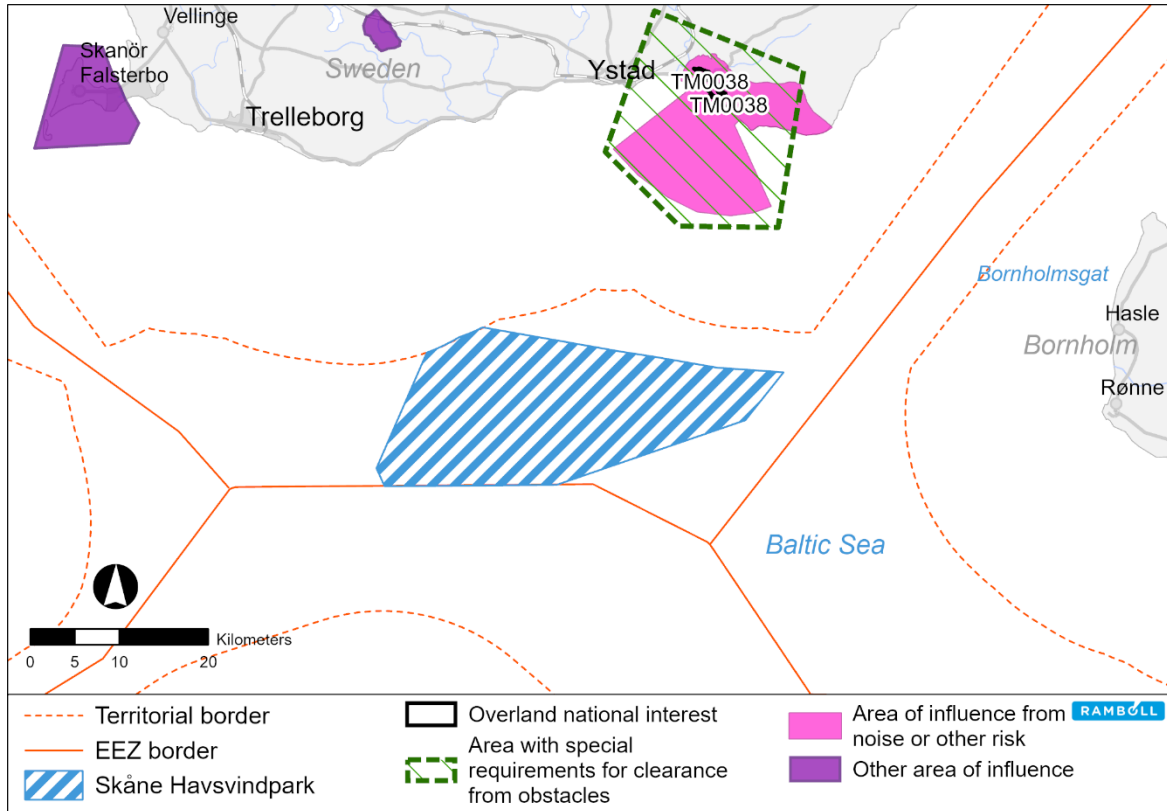 Vellinge
Skanör
Falsterbo
Sweden
Ystad
TM0038
TM0038
Trelleborg
Bornholmsgat
Hasle
Bornholm
Rønne
Baltic Sea
Kilometers
0 5 10 20
Territorial border
EEZ border
Skåne Havsvindpark
Overland national interest
Area with special
requirements for clearance
from obstacles
Area of influence from
noise or other risk
Other area of influence
RAMBOLL